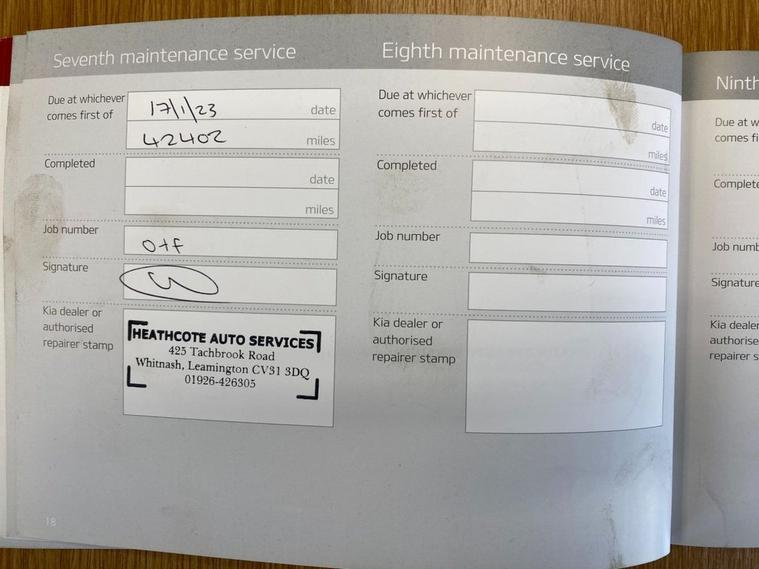 Seventh maintenance service
Due at whichever
comes first of
17/1/23 date
42402 miles
Completed
date
miles
Job number
O+F
Signature
Kia dealer or
authorised
repairer stamp
HEATHCOTE AUTO SERVICES
425 Tachbrook Road
Whitnash, Leamington CV31 3DQ
01926-426305
18
Eighth maintenance service
Due at whichever
comes first of
date
miles
Completed
date
miles
Job number
Signature
Kia dealer or
authorised
repairer stamp
Ninth
Due at w
comes fi
Complete
Job numb
Signature
Kia dealer
authorise
repairer s